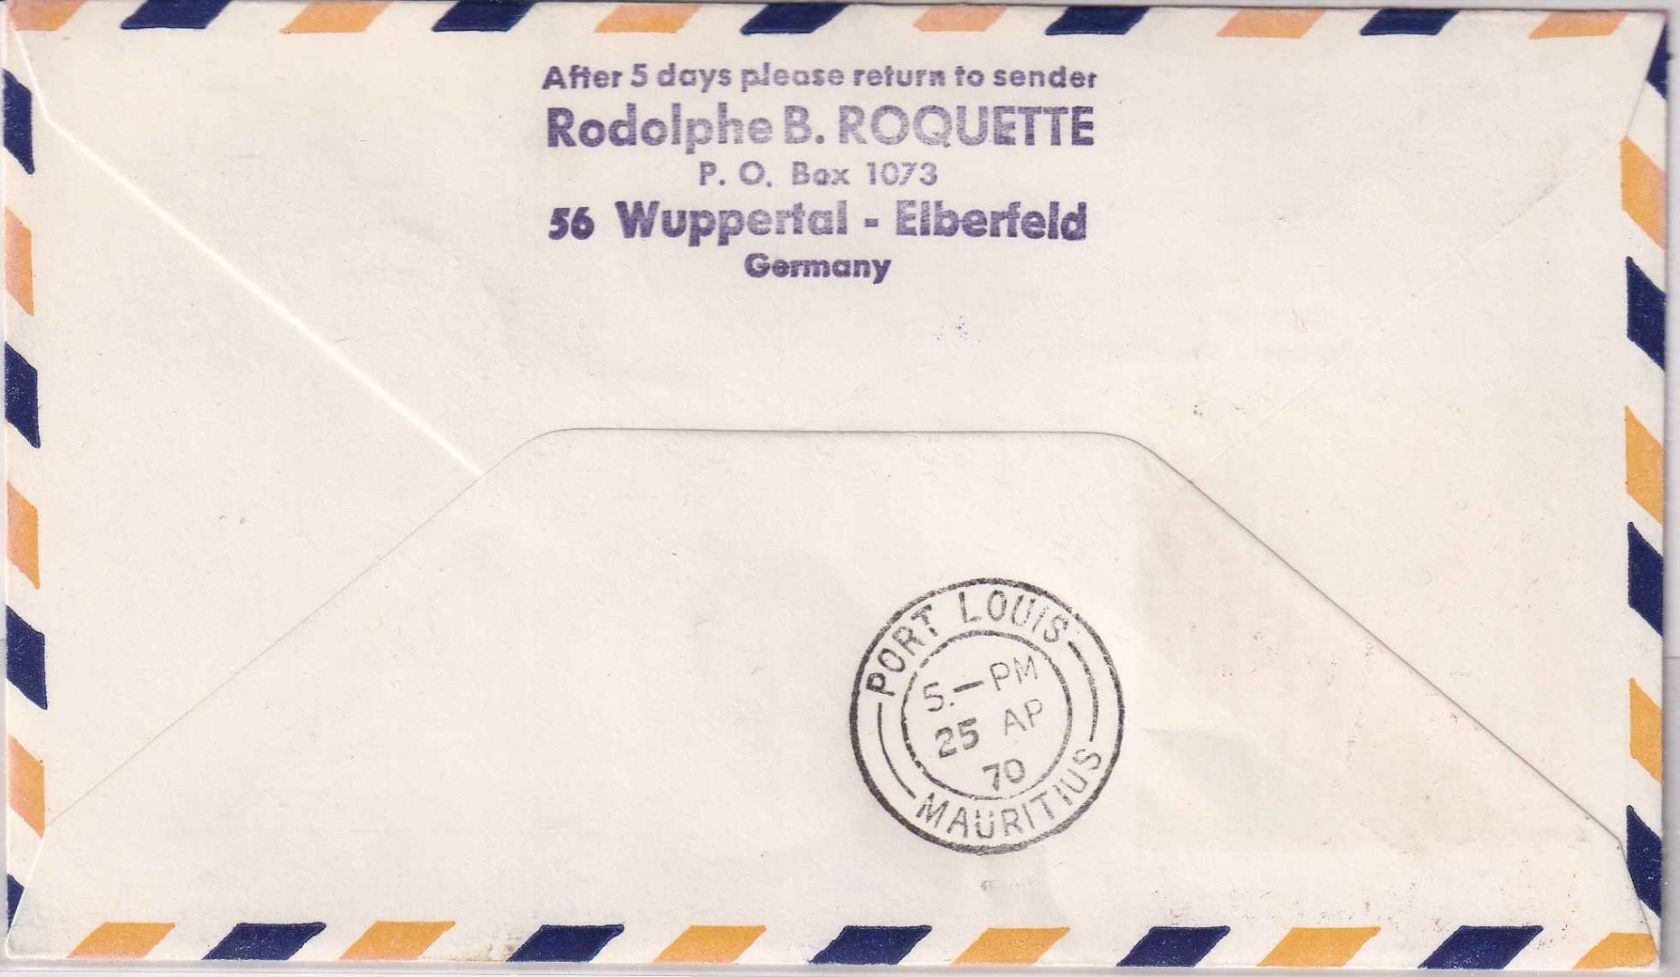 After 5 days please return to sender
Rodolphe B. ROQUETTE
P. O. Box 1073
56 Wuppertal - Elberfeld
Germany
PORT LOUIS
5.— PM
25 AP
70
MAURITIUS